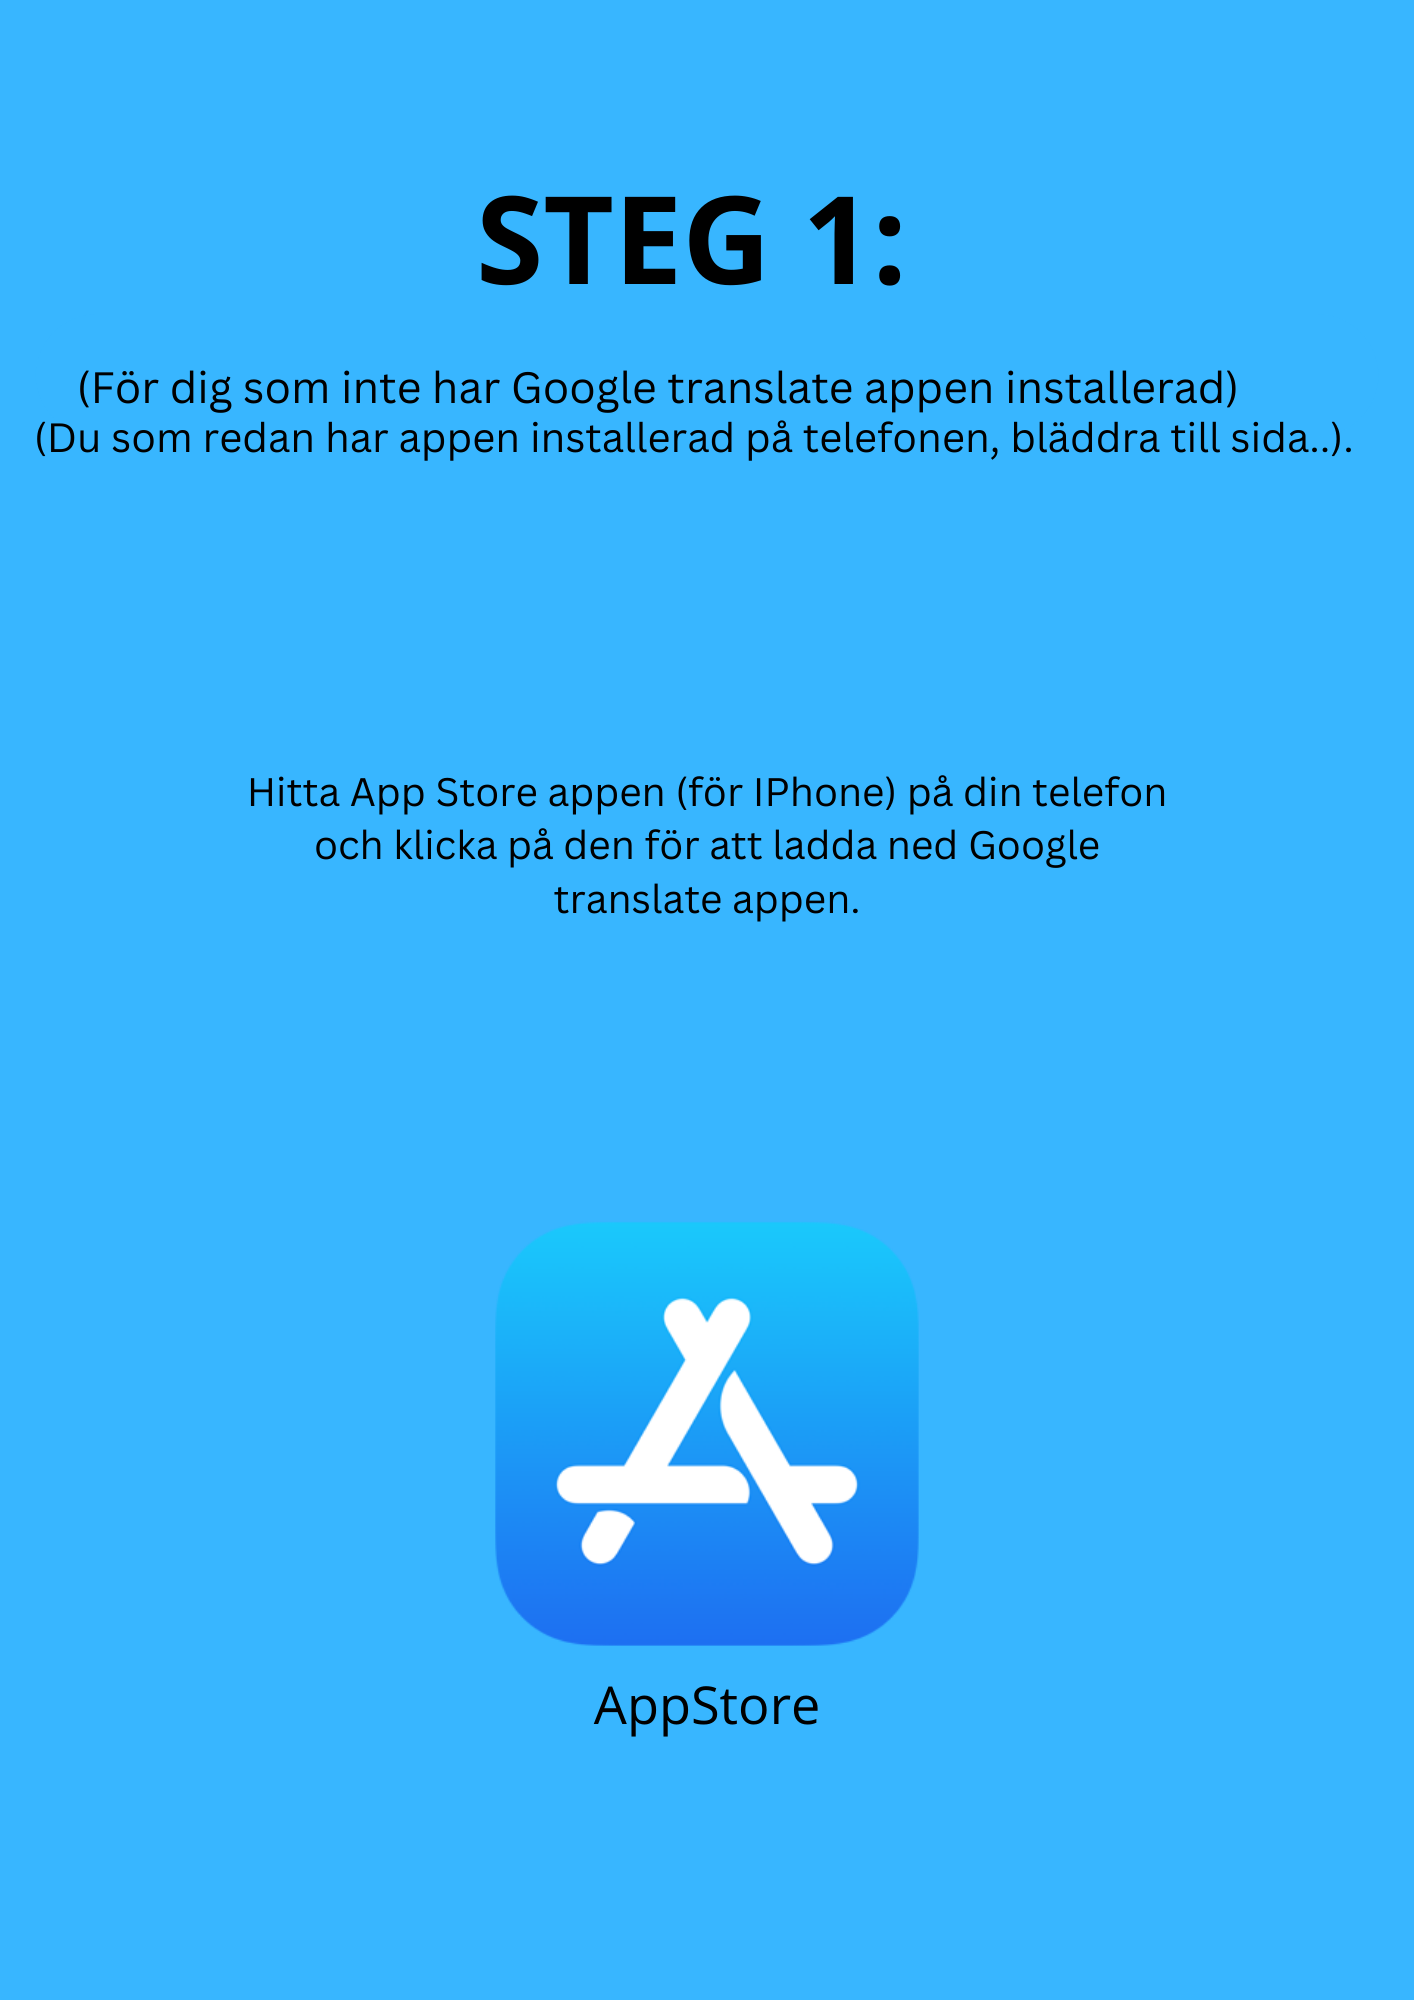 STEG 1:
(För dig som inte har Google translate appen installerad)
(Du som redan har appen installerad på telefonen, bläddra till sida..).
Hitta App Store appen (för IPhone) på din telefon
och klicka på den för att ladda ned Google
translate appen.
AppStore